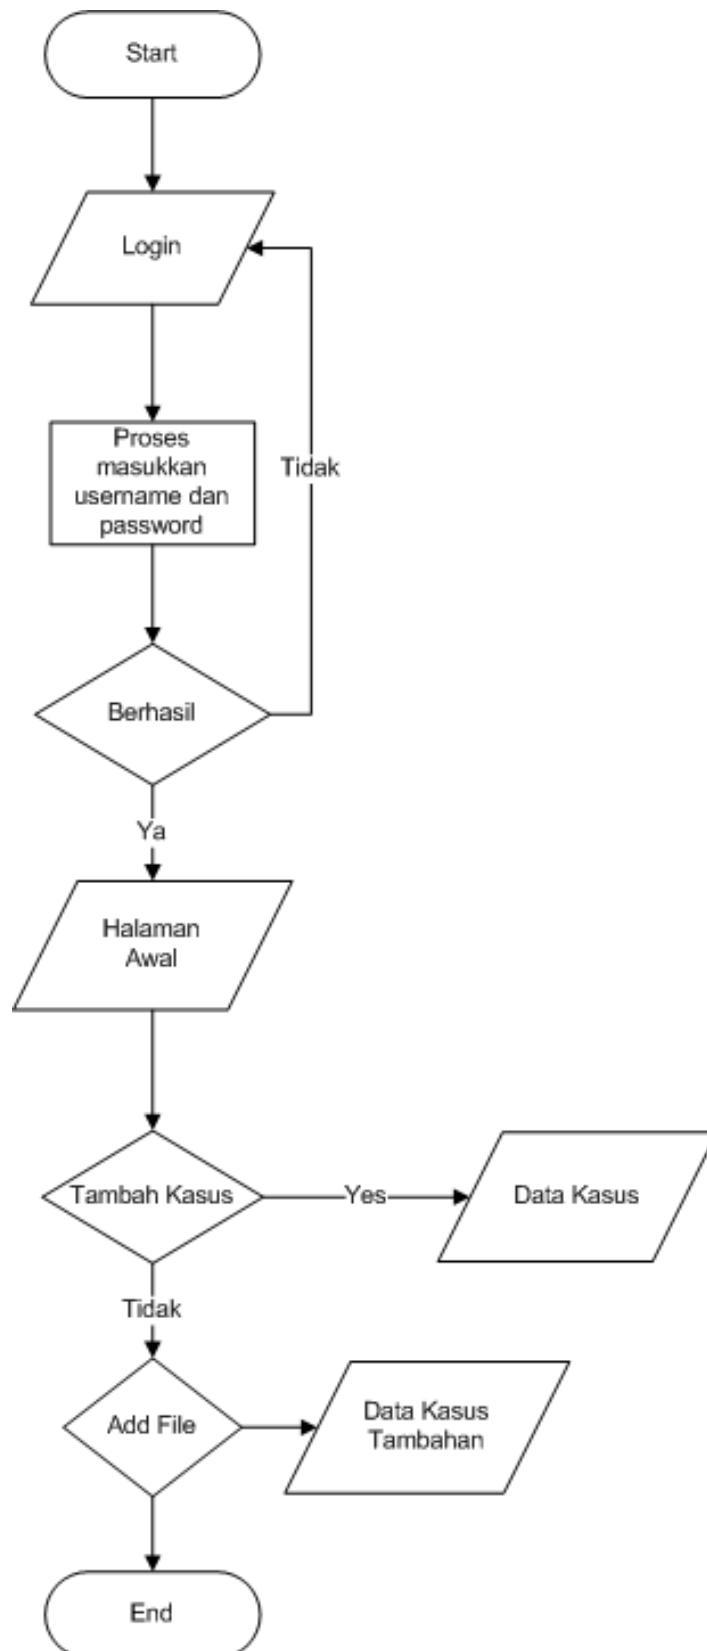 Start
Login
Proses
masukkan
username dan
password
Tidak
Berhasil
Ya
Halaman
Awal
Tambah Kasus
Yes
Data Kasus
Tidak
Add File
Data Kasus
Tambahan
End